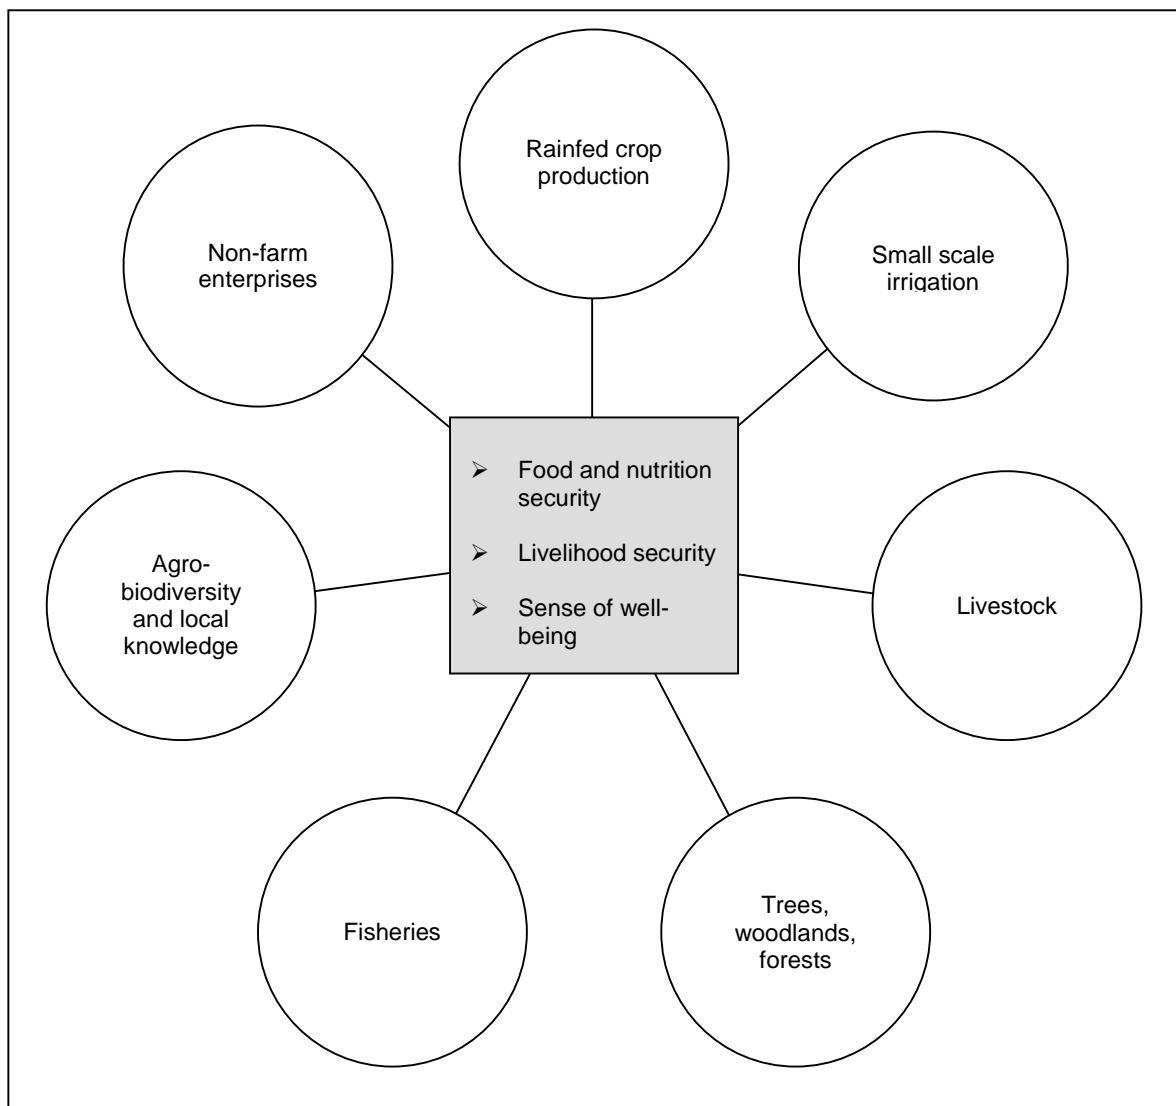 Rainfed crop
production
Non-farm
enterprises
Small scale
irrigation
➢ Food and nutrition
security
➢ Livelihood security
➢ Sense of well-
being
Agro-
biodiversity
and local
knowledge
Livestock
Fisheries
Trees,
woodlands,
forests